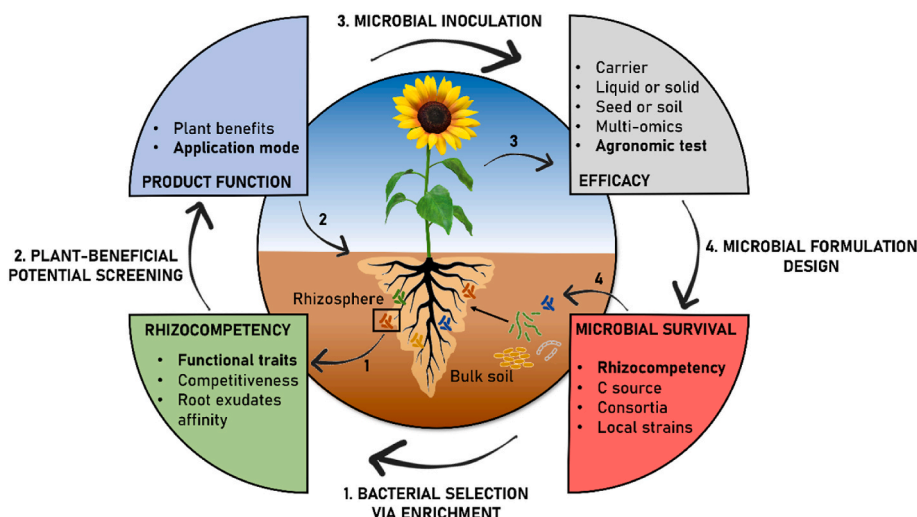 3. MICROBIAL INOCULATION
• Plant benefits
• Application mode
PRODUCT FUNCTION
• Carrier
• Liquid or solid
• Seed or soil
• Multi-omics
• Agronomic test
EFFICACY
3
2
2. PLANT-BENEFICIAL
POTENTIAL SCREENING
4. MICROBIAL FORMULATION
DESIGN
Rhizosphere
4
1
Bulk soil
RHIZOCOMPETENCY
• Functional traits
• Competitiveness
• Root exudates
affinity
MICROBIAL SURVIVAL
• Rhizocompetency
• C source
• Consortia
• Local strains
1. BACTERIAL SELECTION
VIA ENRICHMENT